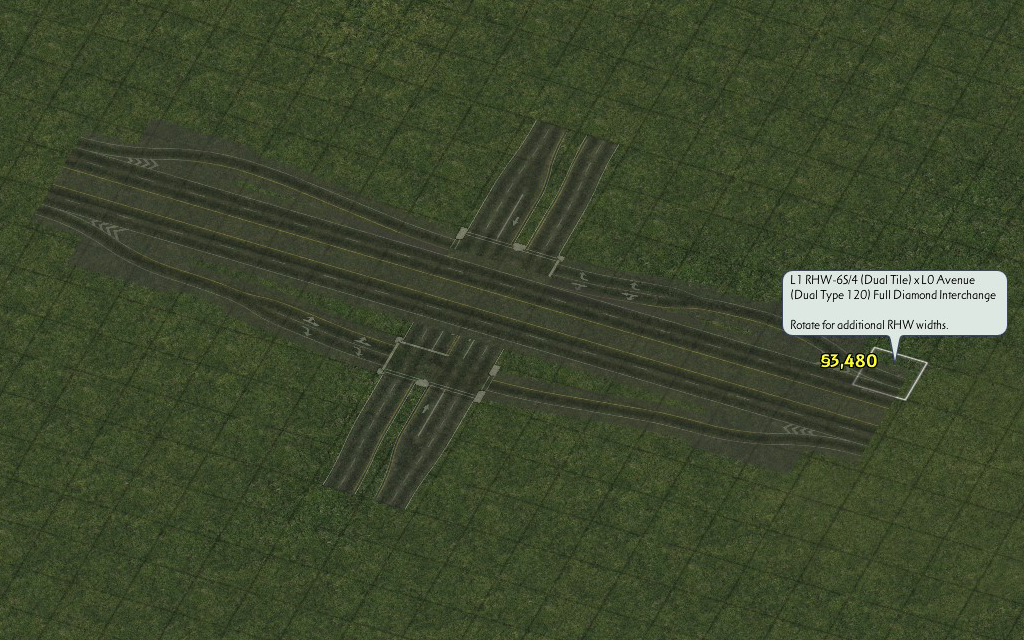 L1 RHW-6S/4 (Dual Tile) x L0 Avenue
(Dual Type 120) Full Diamond Interchange
Rotate for additional RHW widths.
§3,480